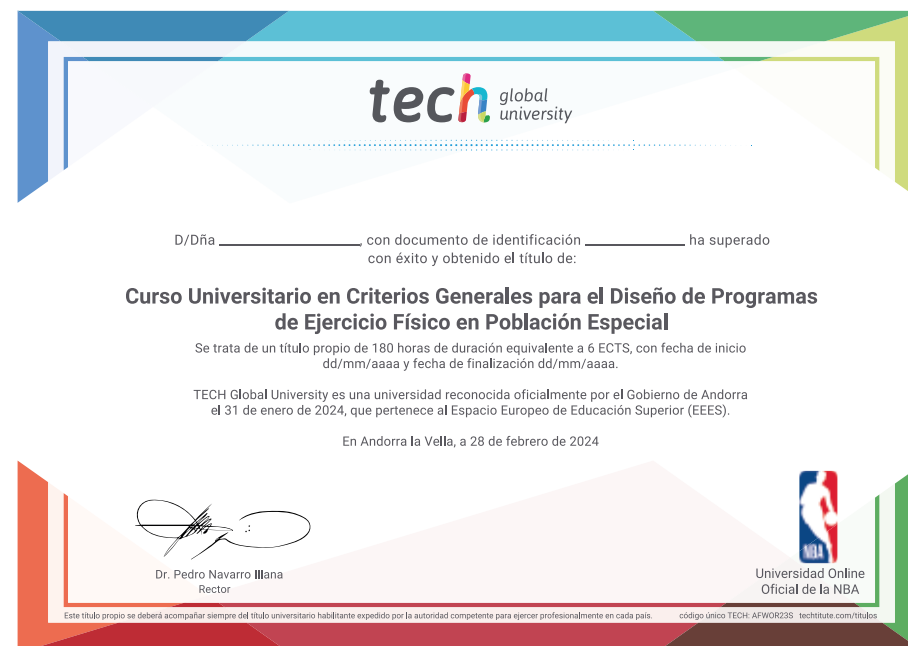 tech global university
D/Dña ____________, con documento de identificación ____________ ha superado
con éxito y obtenido el título de:
Curso Universitario en Criterios Generales para el Diseño de Programas
de Ejercicio Físico en Población Especial
Se trata de un título propio de 180 horas de duración equivalente a 6 ECTS, con fecha de inicio
dd/mm/aaaa y fecha de finalización dd/mm/aaaa.
TECH Global University es una universidad reconocida oficialmente por el Gobierno de Andorra
el 31 de enero de 2024, que pertenece al Espacio Europeo de Educación Superior (EEES).
En Andorra la Vella, a 28 de febrero de 2024
Dr. Pedro Navarro Illana
Rector
NBA
Universidad Online
Oficial de la NBA
Este título propio se deberá acompañar siempre del título universitario habilitante expedido por la autoridad competente para ejercer profesionalmente en cada país.
código único TECH: AFWOR23S techtitute.com/titulos